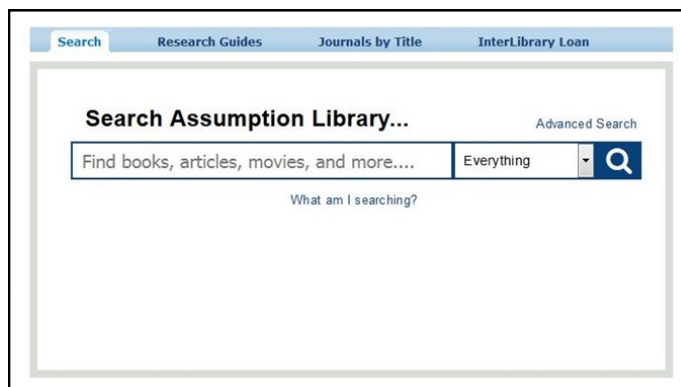 Search Research Guides Journals by Title InterLibrary Loan
Search Assumption Library...
Advanced Search
Find books, articles, movies, and more.... Everything
What am I searching?